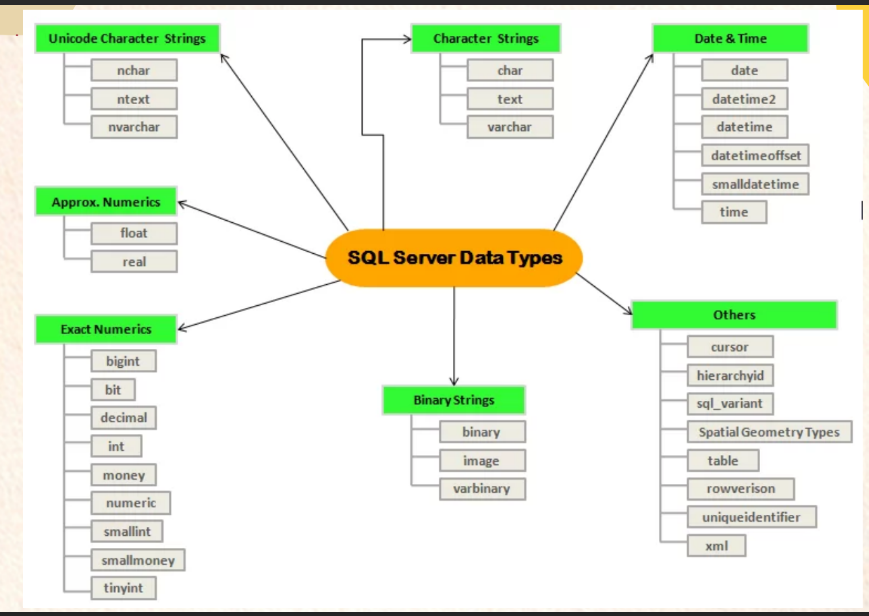 Unicode Character Strings
nchar
ntext
nvarchar
Character Strings
char
text
varchar
Date & Time
date
datetime2
datetime
datetimeoffset
smalldatetime
time
Approx. Numerics
float
real
SQL Server Data Types
Exact Numerics
bigint
bit
decimal
int
money
numeric
smallint
smallmoney
tinyint
Binary Strings
binary
image
varbinary
Others
cursor
hierarchyid
sql_variant
Spatial Geometry Types
table
rowverison
uniqueidentifier
xml